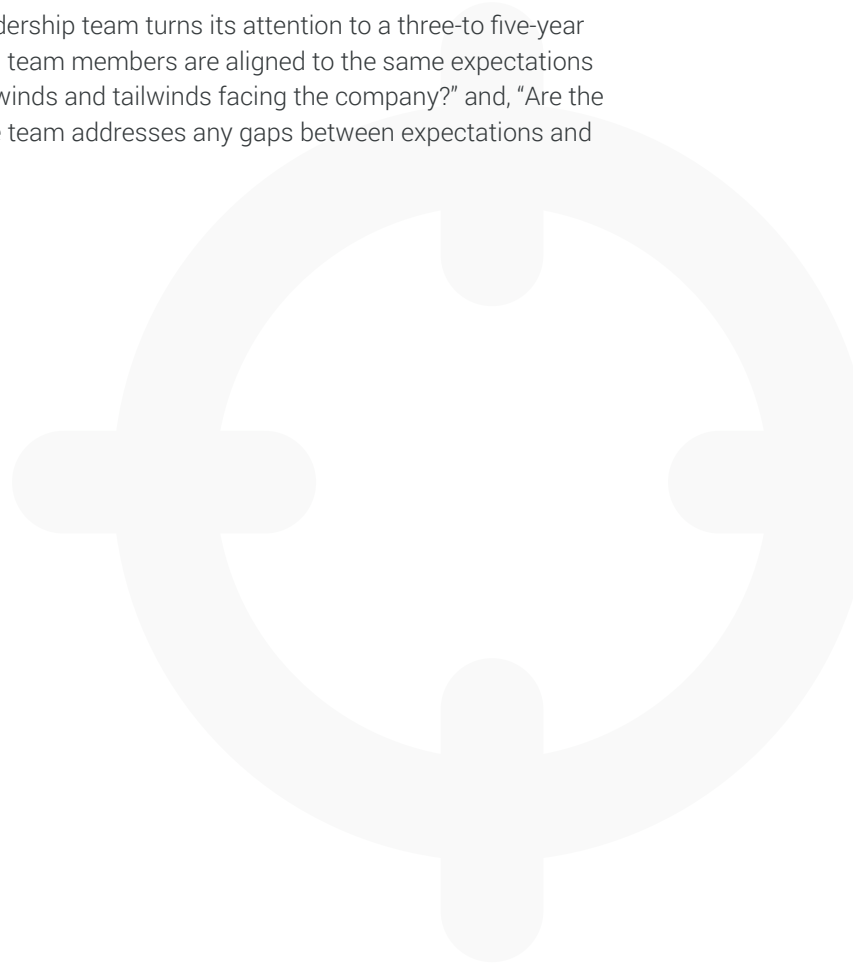 dership team turns its attention to a three-to five-year
team members are aligned to the same expectations
winds and tailwinds facing the company?” and, “Are the
team addresses any gaps between expectations and